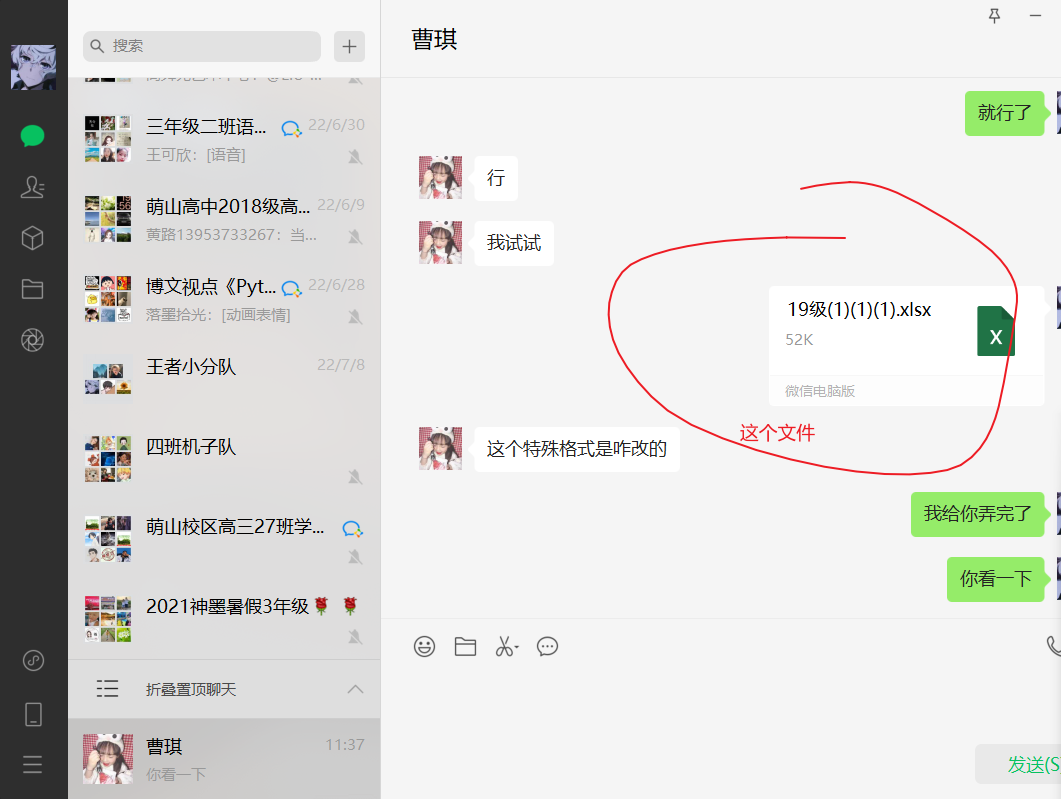 搜索
三年级二班语...
22/6/30
王可欣：[语音]
萌山高中2018级高...
22/6/9
黄路13953733267：当...
博文视点《Pyt...
22/6/28
落墨拾光：[动画表情]
王者小分队
22/7/8
四班机子队
萌山校区高三27班学...
2021神墨暑假3年级🌹 🌹
折叠置顶聊天
曹琪
11:37
你看一下
曹琪
就行了
行
我试试
19级(1)(1)(1).xlsx
52K
X
微信电脑版
这个文件
这个特殊格式是咋改的
我给你弄完了
你看一下
发送(S